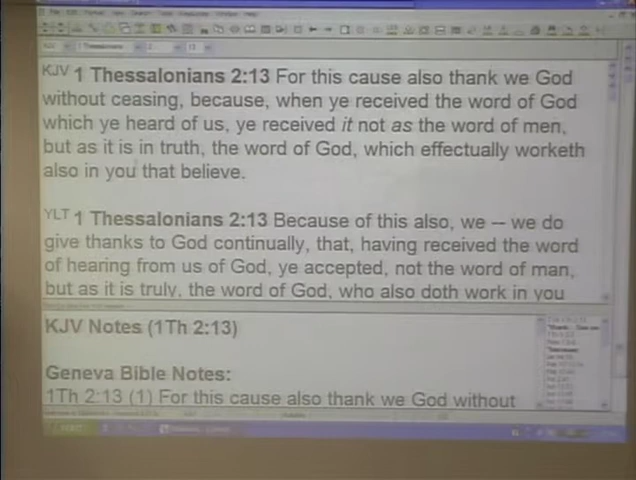 KJV 1 Thessalonians 2:13 For this cause also thank we God
without ceasing, because, when ye received the word of God
which ye heard of us, ye received it not as the word of men,
but as it is in truth, the word of God, which effectually worketh
also in you that believe.
YLT 1 Thessalonians 2:13 Because of this also, we -- we do
give thanks to God continually, that, having received the word
of hearing from us of God, ye accepted, not the word of man,
but as it is truly, the word of God, who also doth work in you
KJV Notes (1Th 2:13)
Geneva Bible Notes:
1Th 2:13 (1) For this cause also thank we God without